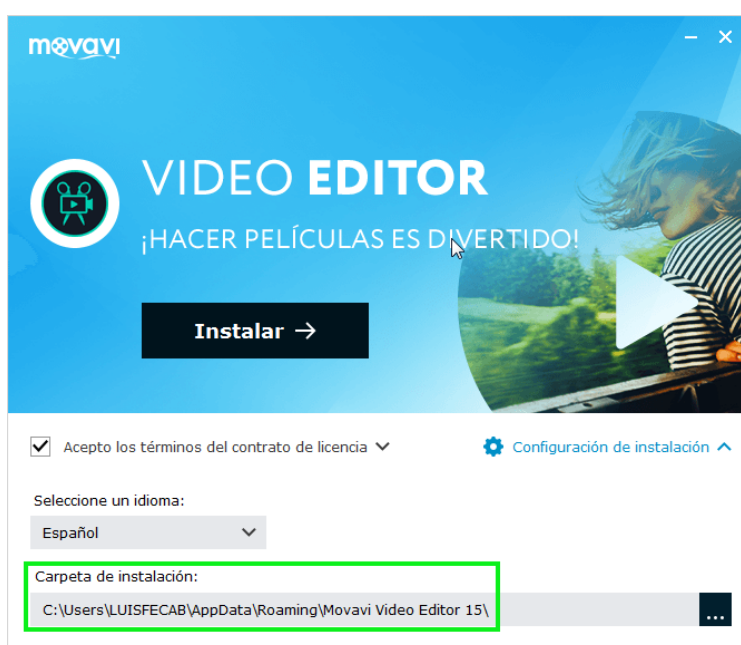 movavi
VIDEO EDITOR
¡HACER PELÍCULAS ES DIVERTIDO!
Instalar →
Acepto los términos del contrato de licencia
Configuración de instalación
Seleccione un idioma:
Español
Carpeta de instalación:
C:\Users\LUISFECAB\AppData\Roaming\Movavi Video Editor 15\
...